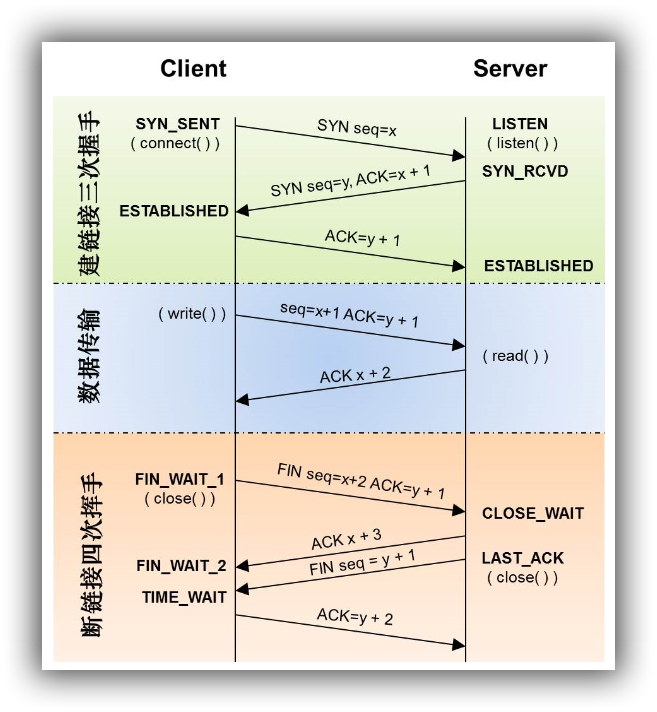 Client
Server
建链接三次握手
SYN_SENT
( connect( ) )
SYN seq=x
LISTEN
( listen( ) )
SYN_RCVD
SYN seq=y, ACK=x + 1
ESTABLISHED
ACK=y + 1
ESTABLISHED
数据传输
( write( ) )
seq=x+1 ACK=y + 1
( read( ) )
ACK x + 2
断链接四次挥手
FIN_WAIT_1
( close( ) )
FIN seq=x+2 ACK=y + 1
CLOSE_WAIT
ACK x + 3
FIN_WAIT_2
FIN seq = y + 1
LAST_ACK
( close( ) )
TIME_WAIT
ACK=y + 2